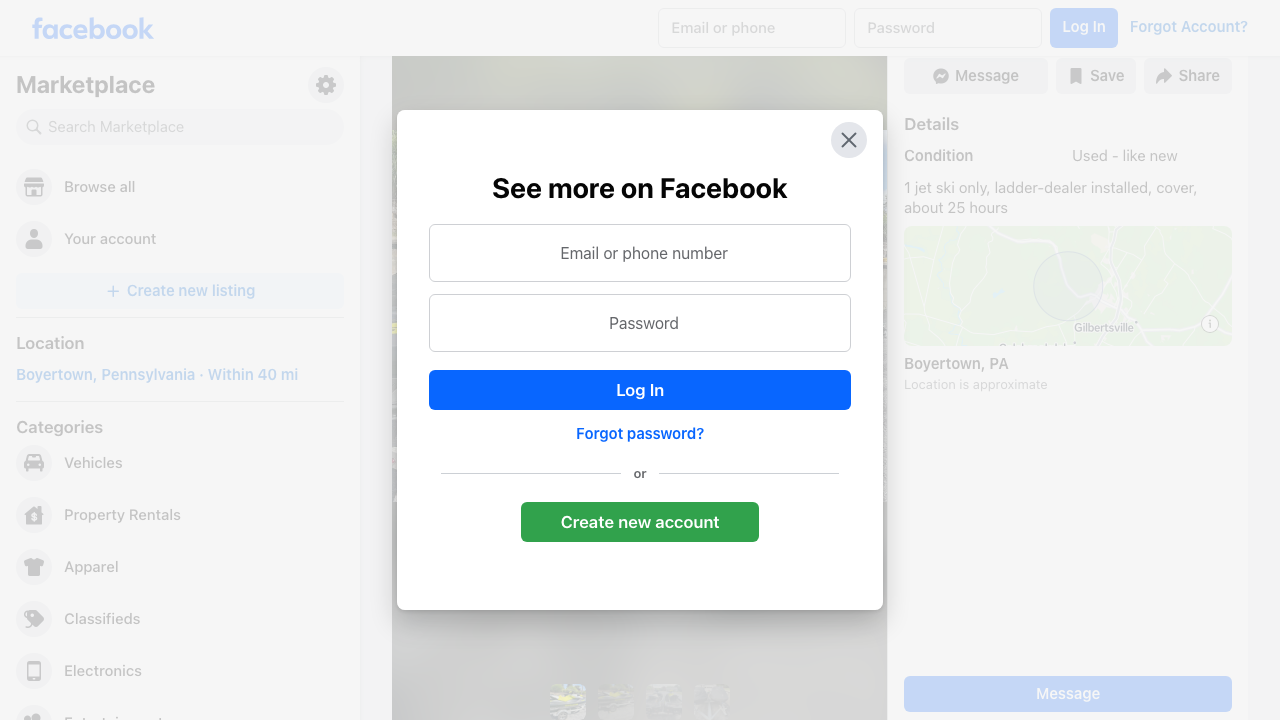 facebook
Email or phone
Password
Log In
Forgot Account?
Marketplace
Search Marketplace
Browse all
Your account
Create new listing
Location
Boyertown, Pennsylvania · Within 40 mi
Categories
Vehicles
Property Rentals
Apparel
Classifieds
Electronics
See more on Facebook
Email or phone number
Password
Log In
Forgot password?
or
Create new account
Message
Save
Share
Details
Condition
Used - like new
1 jet ski only, ladder-dealer installed, cover,
about 25 hours
Gilbertsville
Boyertown, PA
Location is approximate
Message